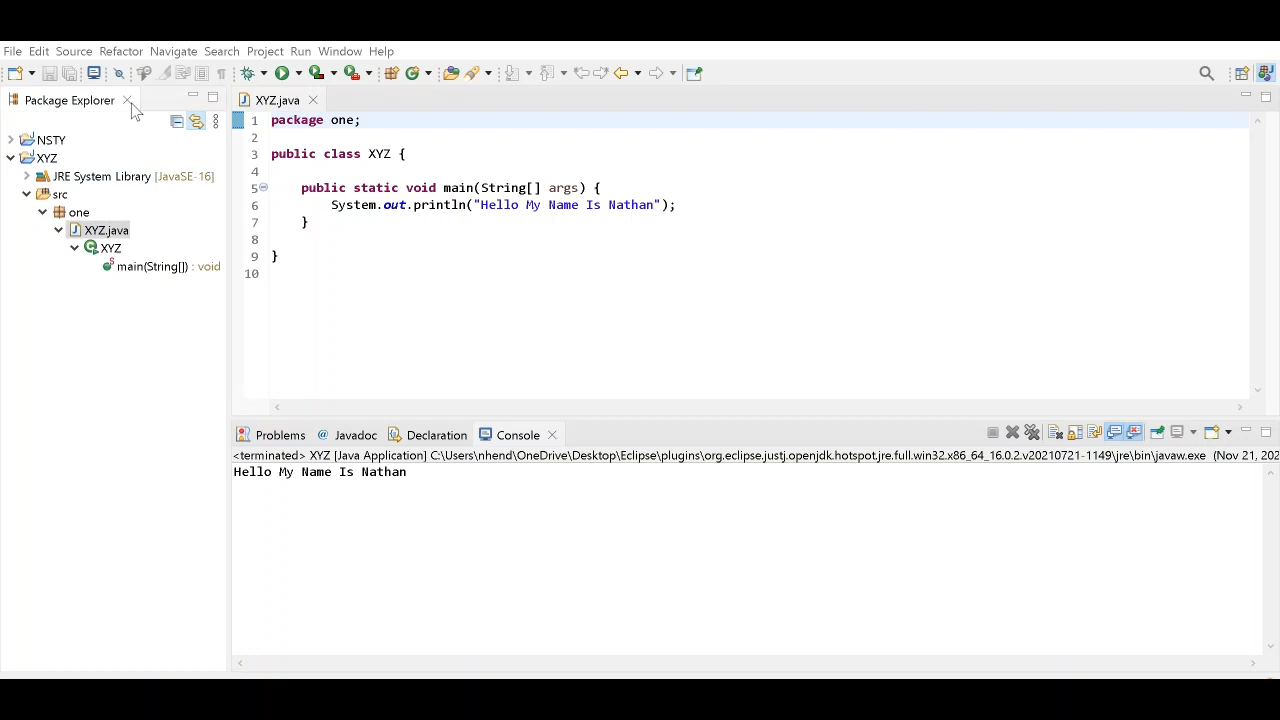 File Edit Source Refactor Navigate Search Project Run Window Help
Package Explorer
NSTY
XYZ
JRE System Library [JavaSE-16]
src
one
XYZ.java
XYZ
main(String[]) : void
XYZ.java
1 package one;
2
3 public class XYZ {
4
5 public static void main(String[] args) {
6 System.out.println("Hello My Name Is Nathan");
7 }
8
9 }
10
Problems @ Javadoc Declaration Console
<terminated> XYZ [Java Application] C:\Users\nhend\OneDrive\Desktop\Eclipse\plugins\org.eclipse.justj.openjdk.hotspot.jre.full.win32.x86_64_16.0.2.v20210721-1149\jre\bin\javaw.exe (Nov 21, 202
Hello My Name Is Nathan